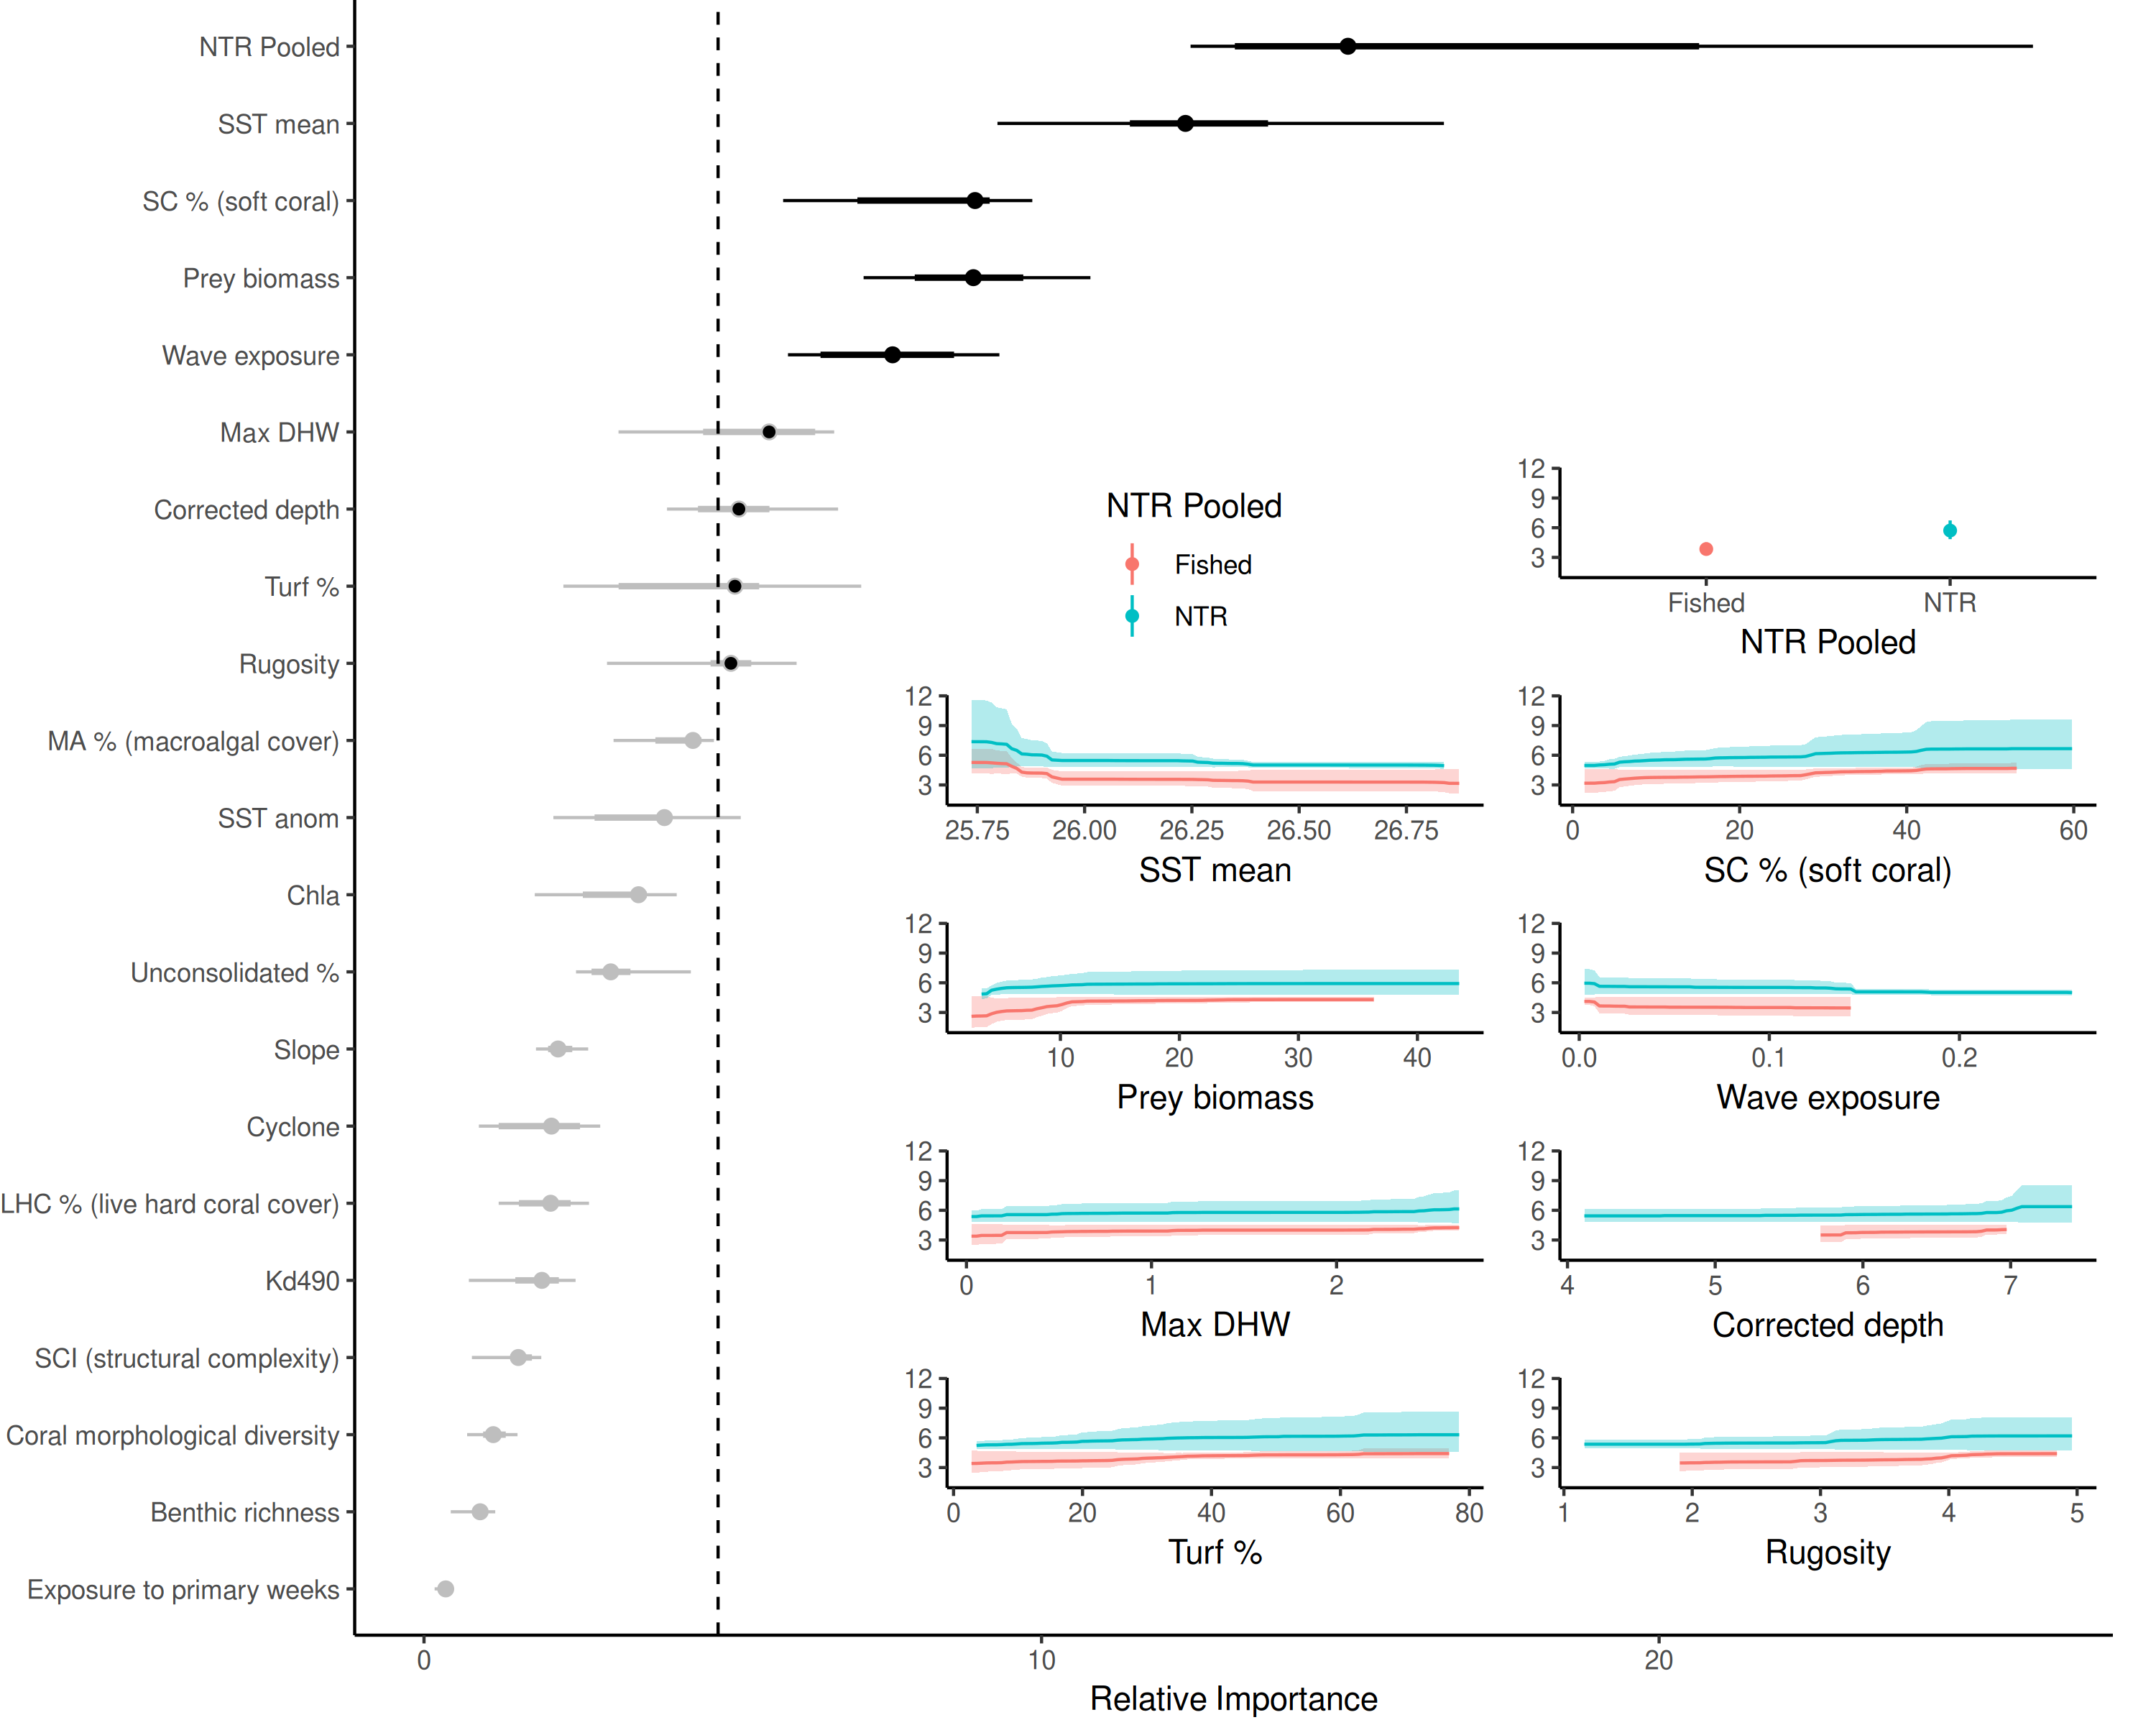 NTR Pooled
SST mean
SC % (soft coral)
Prey biomass
Wave exposure
Max DHW
Corrected depth
Turf %
Rugosity
MA % (macroalgal cover)
SST anom
Chla
Unconsolidated %
Slope
Cyclone
LHC % (live hard coral cover)
Kd490
SCI (structural complexity)
Coral morphological diversity
Benthic richness
Exposure to primary weeks
0 10 20
Relative Importance
NTR Pooled
Fished
NTR
12
9
6
3
Fished NTR
NTR Pooled
12
9
6
3
25.75 26.00 26.25 26.50 26.75
SST mean
12
9
6
3
0 20 40 60
SC % (soft coral)
12
9
6
3
10 20 30 40
Prey biomass
12
9
6
3
0.0 0.1 0.2
Wave exposure
12
9
6
3
0 1 2
Max DHW
12
9
6
3
4 5 6 7
Corrected depth
12
9
6
3
0 20 40 60 80
Turf %
12
9
6
3
1 2 3 4 5
Rugosity